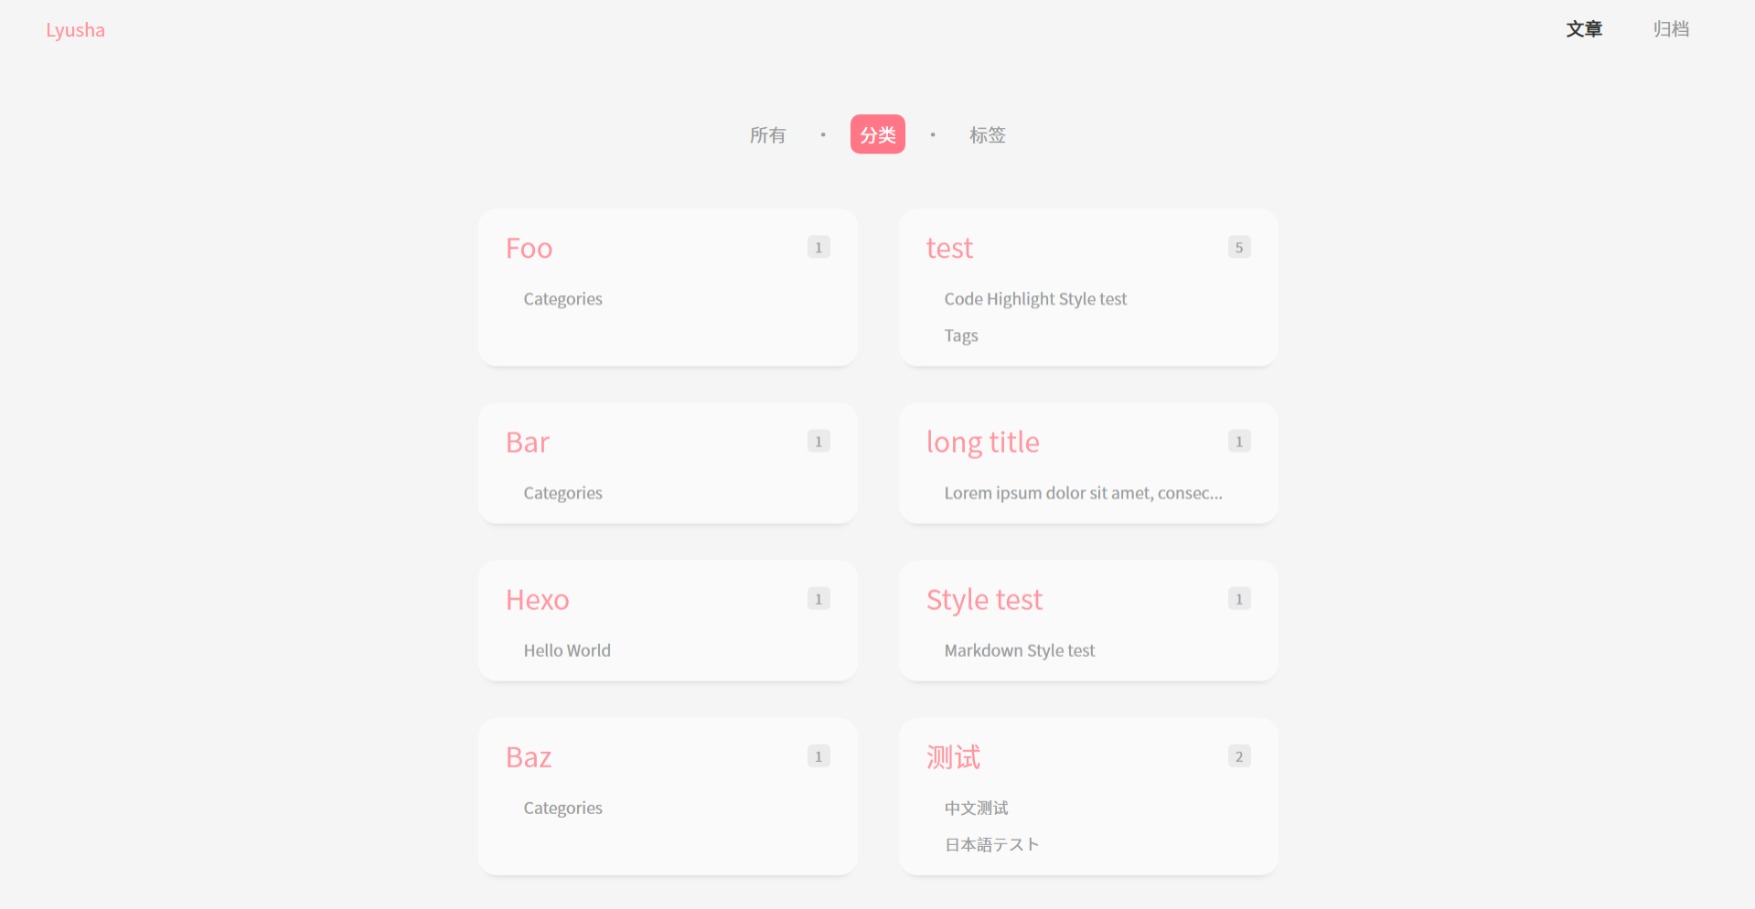 Lyusha
文章
归档
所有 · 分类 · 标签
Foo
1
Categories
test
5
Code Highlight Style test
Tags
Bar
1
Categories
long title
1
Lorem ipsum dolor sit amet, consec...
Hexo
1
Hello World
Style test
1
Markdown Style test
Baz
1
Categories
测试
2
中文测试
日本語テスト